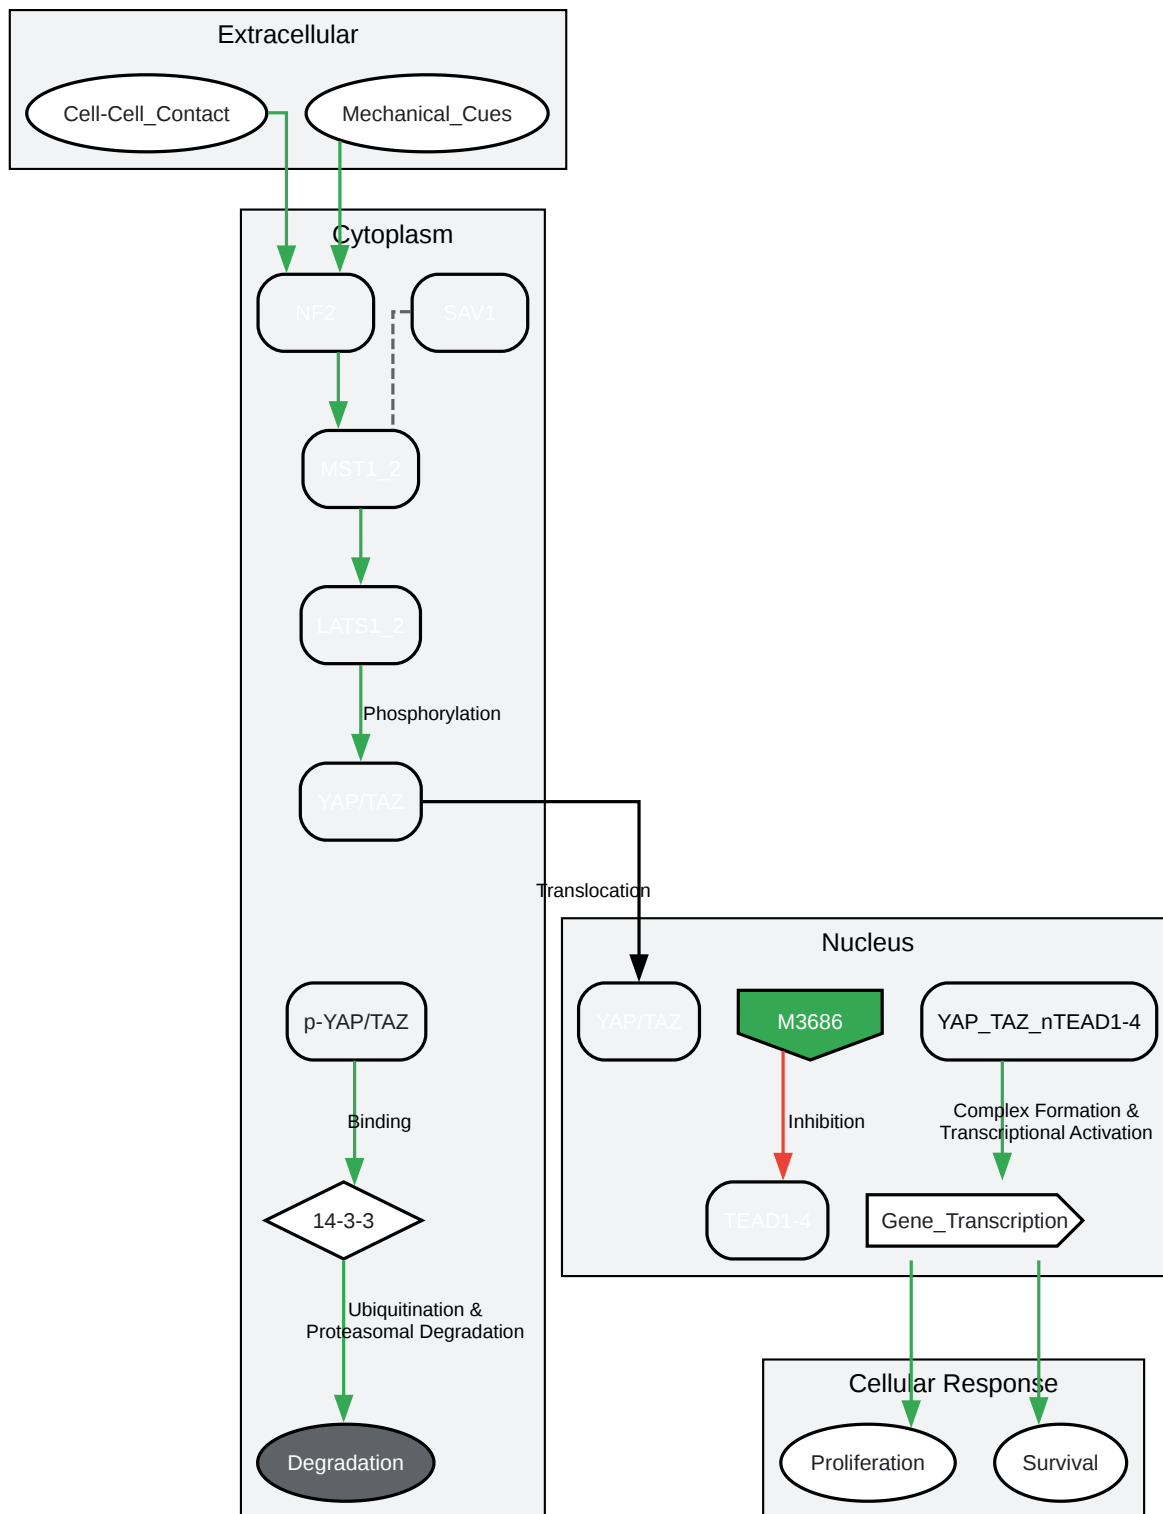 Extracellular
Cell-Cell_Contact
Mechanical_Cues
Cytoplasm
NF2
SAV1
MST1_2
LATS1_2
Phosphorylation
YAP/TAZ
Translocation
Nucleus
p-YAP/TAZ
YAP/TAZ
M3686
YAP_TAZ_nTEAD1-4
Binding
Inhibition
Complex Formation &
Transcriptional Activation
14-3-3
TEAD1-4
Gene_Transcription
Ubiquitination &
Proteasomal Degradation
Cellular Response
Degradation
Proliferation
Survival